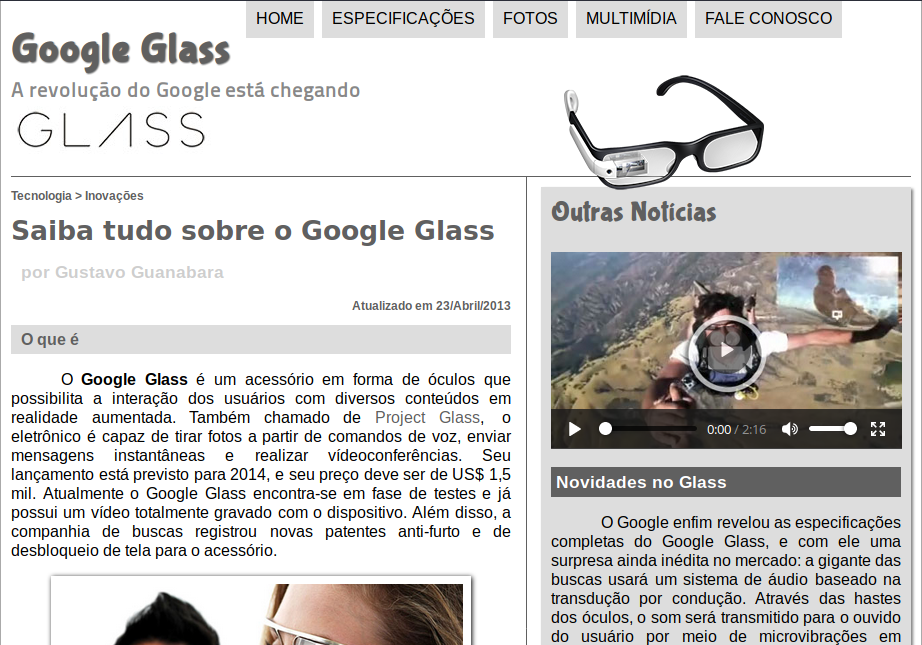 HOME ESPECIFICAÇÕES FOTOS MULTIMÍDIA FALE CONOSCO
Google Glass
A revolução do Google está chegando
GLASS
Tecnologia > Inovações
Saiba tudo sobre o Google Glass
por Gustavo Guanabara
Atualizado em 23/Abril/2013
O que é
O Google Glass é um acessório em forma de óculos que
possibilita a interação dos usuários com diversos conteúdos em
realidade aumentada. Também chamado de Project Glass, o
eletrônico é capaz de tirar fotos a partir de comandos de voz, enviar
mensagens instantâneas e realizar vídeoconferências. Seu
lançamento está previsto para 2014, e seu preço deve ser de US$ 1,5
mil. Atualmente o Google Glass encontra-se em fase de testes e já
possui um vídeo totalmente gravado com o dispositivo. Além disso, a
companhia de buscas registrou novas patentes anti-furto e de
desbloqueio de tela para o acessório.
Outras Notícias
0:00 / 2:16
Novidades no Glass
O Google enfim revelou as especificações
completas do Google Glass, e com ele uma
surpresa ainda inédita no mercado: a gigante das
buscas usará um sistema de áudio baseado na
transdução por condução. Através das hastes
dos óculos, o som será transmitido para o ouvido
do usuário por meio de microvibrações em